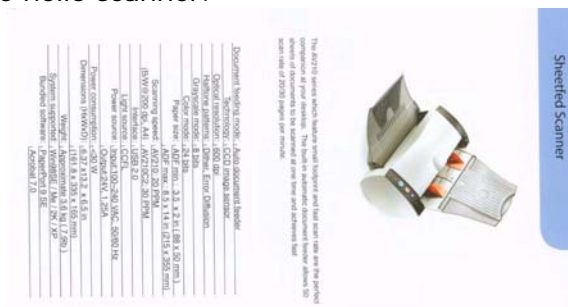 Sheetfed Scanner
The AV210 series which feature small footprint and fast scan rate are the perfect
companion at your desktop. The built-in automatic document feeder allows 50
sheets of documents to be scanned at one time and achieves fast
scan rate of 20/30 pages per minute.
Document feeding mode: Auto document feeder
Technology: CCD image sensor
Optical resolution: 600 dpi
Halftone patterns: Dither, Error Diffusion
Grayscale mode: 8 bits
Color mode: 24 bits
Paper size: ADF min. 3.5 x 2 in ( 88 x 50 mm )
ADF max. 8.5 x 14 in (215 x 355 mm)
Scanning speed: AV210: 20 PPM
(B/W@200 dpi, A4) AV210C2: 30 PPM
Interface: USB 2.0
Light source: CCFL
Power source: Input:100~240 VAC, 50/60 Hz
Output:24V, 1.25A
Power consumption: <30 W
Dimensions (HxWxD): 6.37 x13.2 x 6.5 in.
(161.8 x 335 x 165 mm)
Weight: Approximate 3.6 kg ( 7.9lb )
System supported: Win98SE / Me / 2K / XP
Bundled software: PaperPort 9 SE
Acrobat 7.0